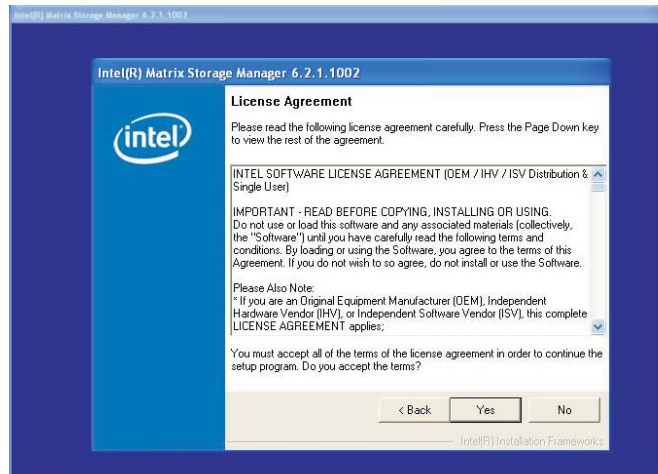 Intel(R) Matrix Storage Manager 6.2.1.1002
Intel(R) Matrix Storage Manager 6.2.1.1002
intel
License Agreement
Please read the following license agreement carefully. Press the Page Down key
to view the rest of the agreement.
INTEL SOFTWARE LICENSE AGREEMENT (OEM / IHV / ISV Distribution &
Single User)
IMPORTANT - READ BEFORE COPYING, INSTALLING OR USING.
Do not use or load this software and any associated materials (collectively,
the "Software") until you have carefully read the following terms and
conditions. By loading or using the Software, you agree to the terms of this
Agreement. If you do not wish to so agree, do not install or use the Software.
Please Also Note:
* If you are an Original Equipment Manufacturer (OEM), Independent
Hardware Vendor (IHV), or Independent Software Vendor (ISV), this complete
LICENSE AGREEMENT applies;
You must accept all of the terms of the license agreement in order to continue the
setup program. Do you accept the terms?
< Back Yes No
Intel(R) Installation Frameworks